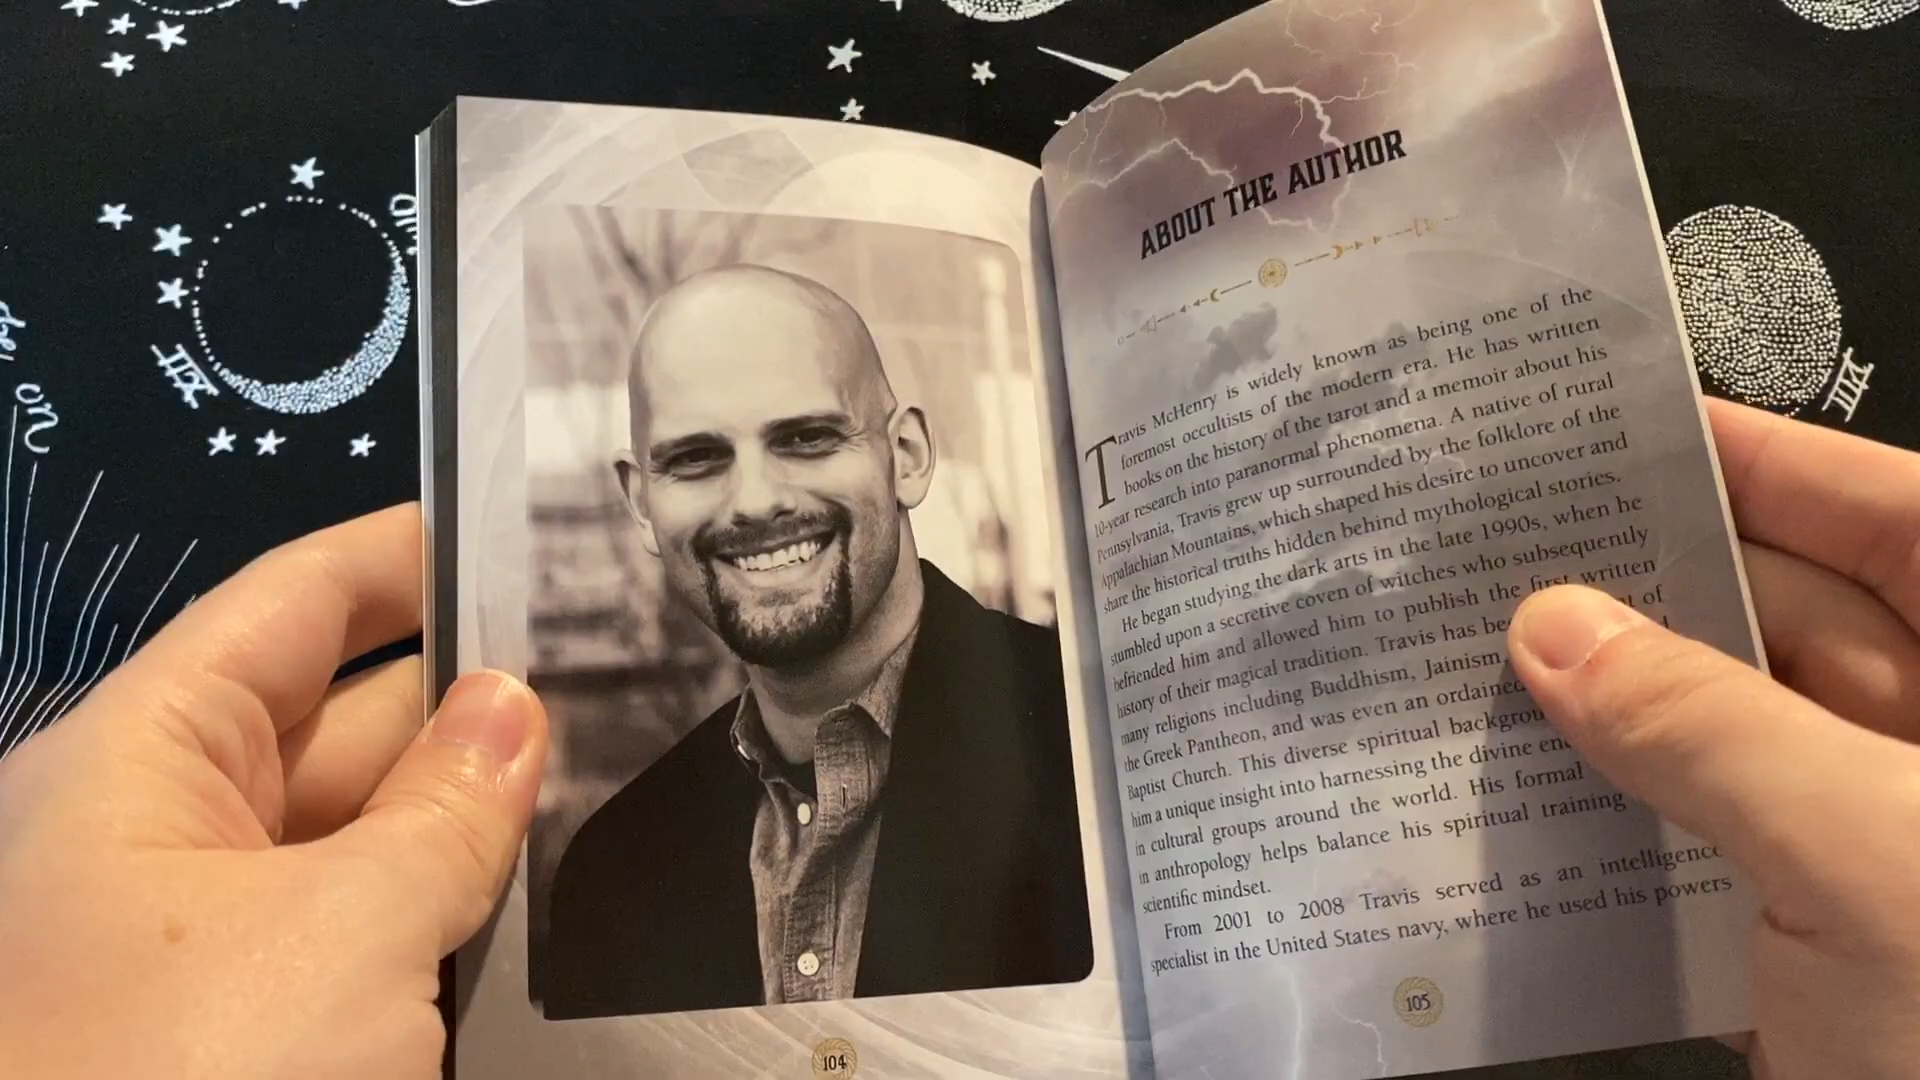 XII
on
VII
104
ABOUT THE AUTHOR
Travis McHenry is widely known as being one of the
foremost occultists of the modern era. He has written
books on the history of the tarot and a memoir about his
10-year research into paranormal phenomena. A native of rural
Pennsylvania, Travis grew up surrounded by the folklore of the
Appalachian Mountains, which shaped his desire to uncover and
share the historical truths hidden behind mythological stories.
He began studying the dark arts in the late 1990s, when he
stumbled upon a secretive coven of witches who subsequently
befriended him and allowed him to publish the first written
history of their magical tradition. Travis has of
many religions including Buddhism, Jainism,
the Greek Pantheon, and was even an ordained
Baptist Church. This diverse spiritual
him a unique insight into harnessing the divine
in cultural groups around the world. His formal
in anthropology helps balance his spiritual training
scientific mindset.
From 2001 to 2008 Travis served as an intelligence
specialist in the United States navy, where he used his powers
105